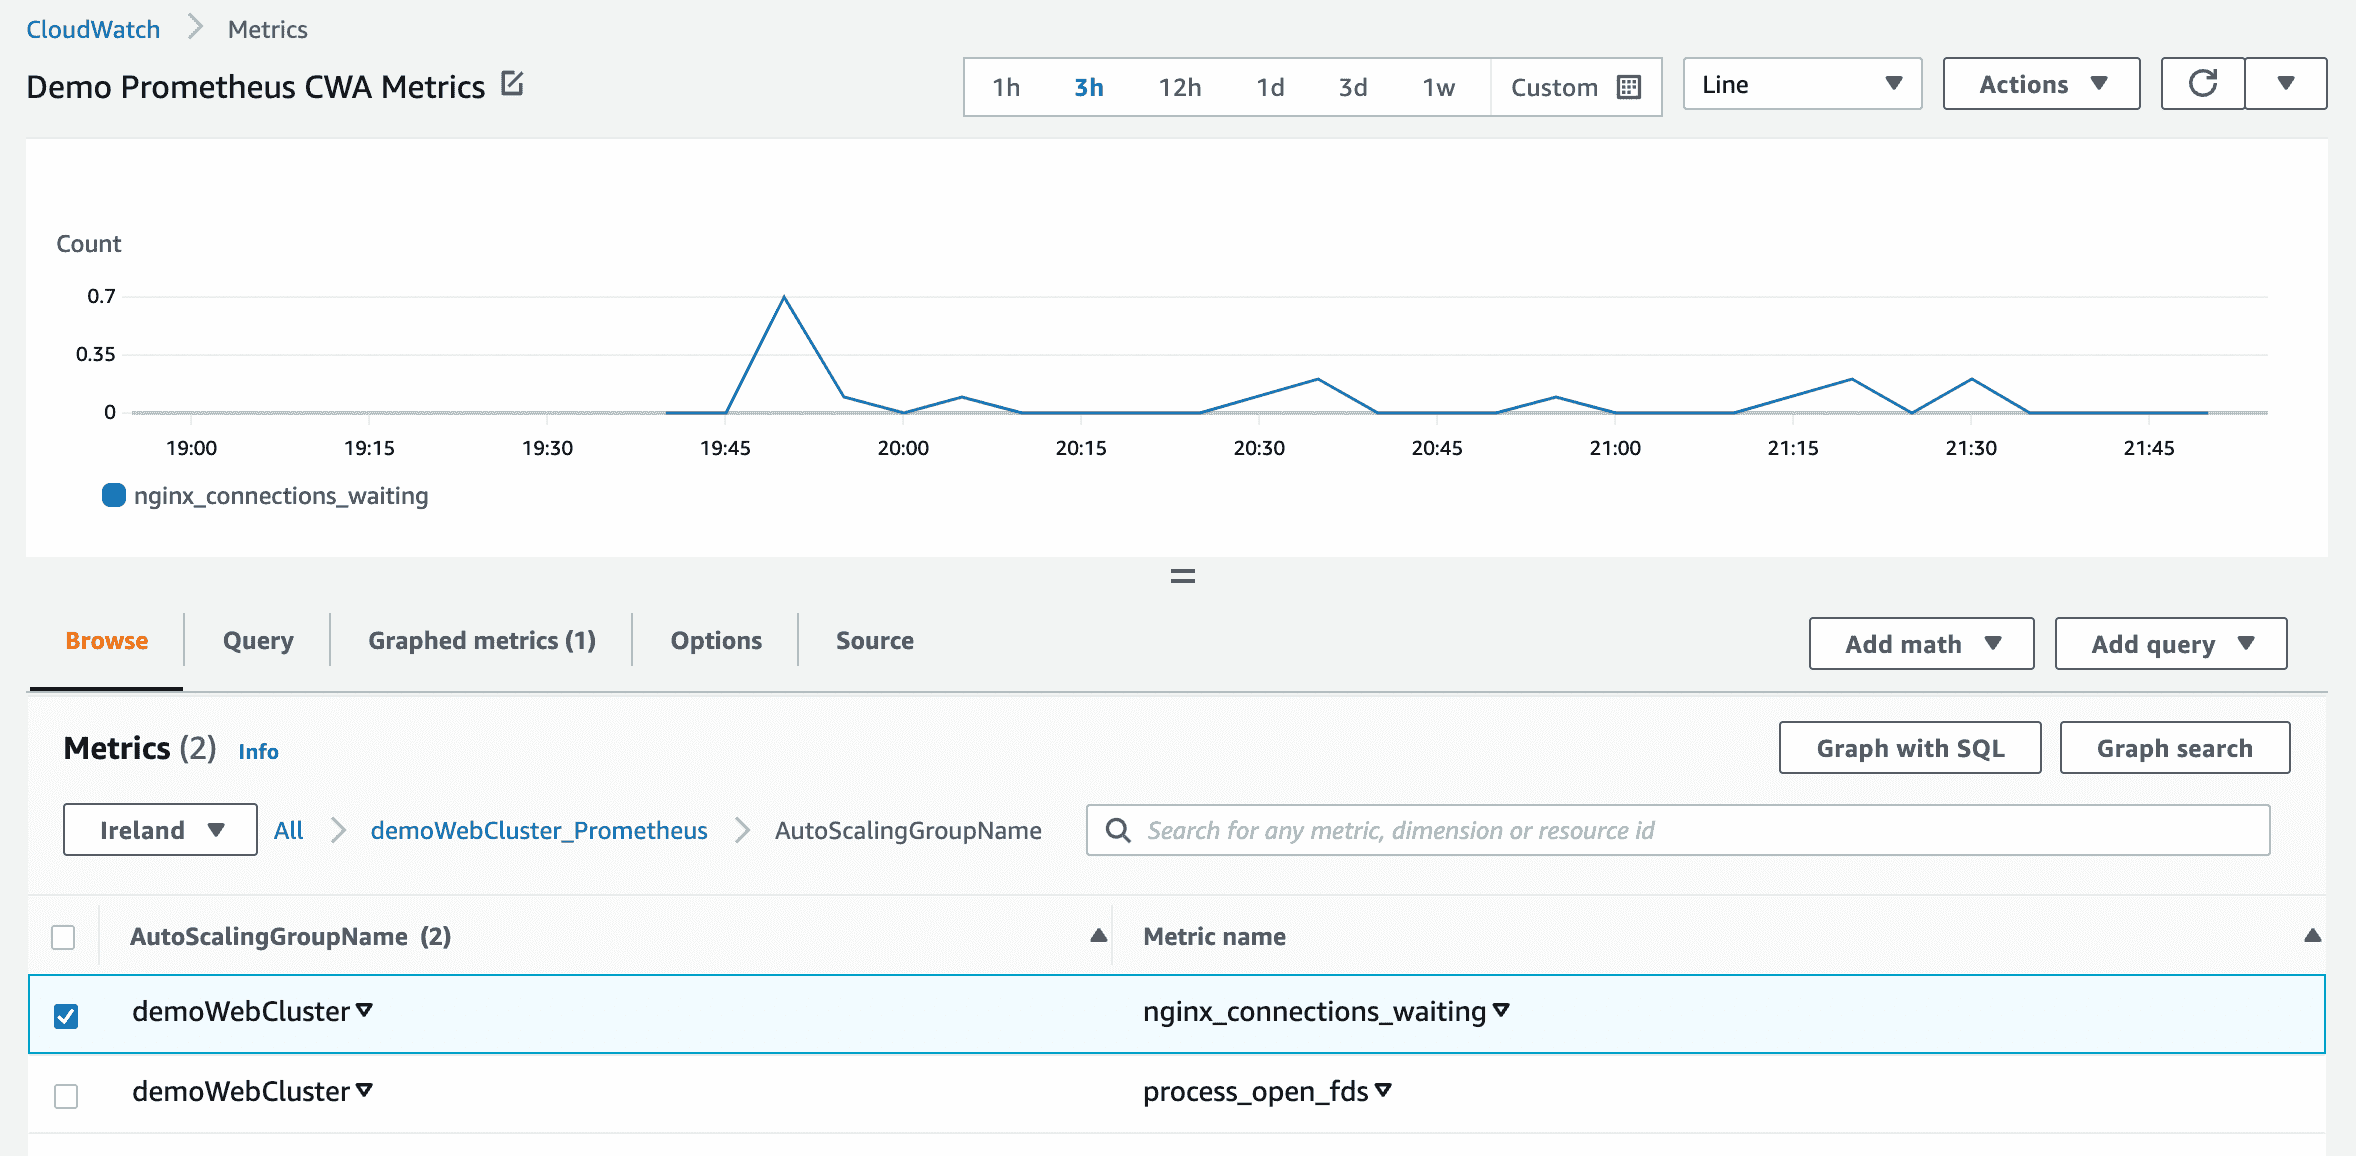 CloudWatch Metrics
Demo Prometheus CWA Metrics
1h 3h 12h 1d 3d 1w Custom Line Actions
Count
0.7
0.35
0
19:00 19:15 19:30 19:45 20:00 20:15 20:30 20:45 21:00 21:15 21:30 21:45
nginx_connections_waiting
Browse Query Graphed metrics (1) Options Source Add math Add query
Metrics (2) Info Graph with SQL Graph search
Ireland All demoWebCluster_Prometheus AutoScalingGroupName Search for any metric, dimension or resource id
AutoScalingGroupName (2) Metric name
demoWebCluster nginx_connections_waiting
demoWebCluster process_open_fds